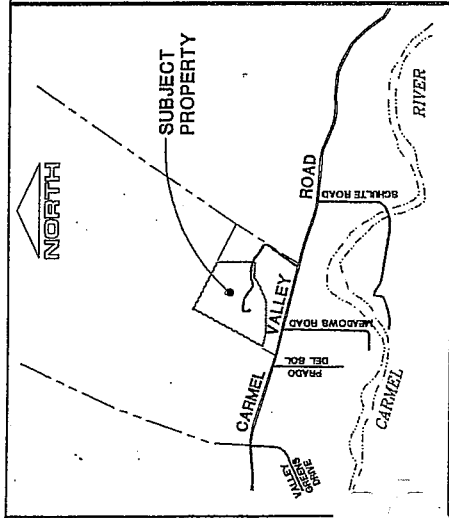 NORTH
SUBJECT
PROPERTY
CARMEL VALLEY ROAD
VALLEY
GREENS
DRIVE
PRADO
DEL SOL
MEADOWS ROAD
SCHULTE ROAD
CARMEL RIVER